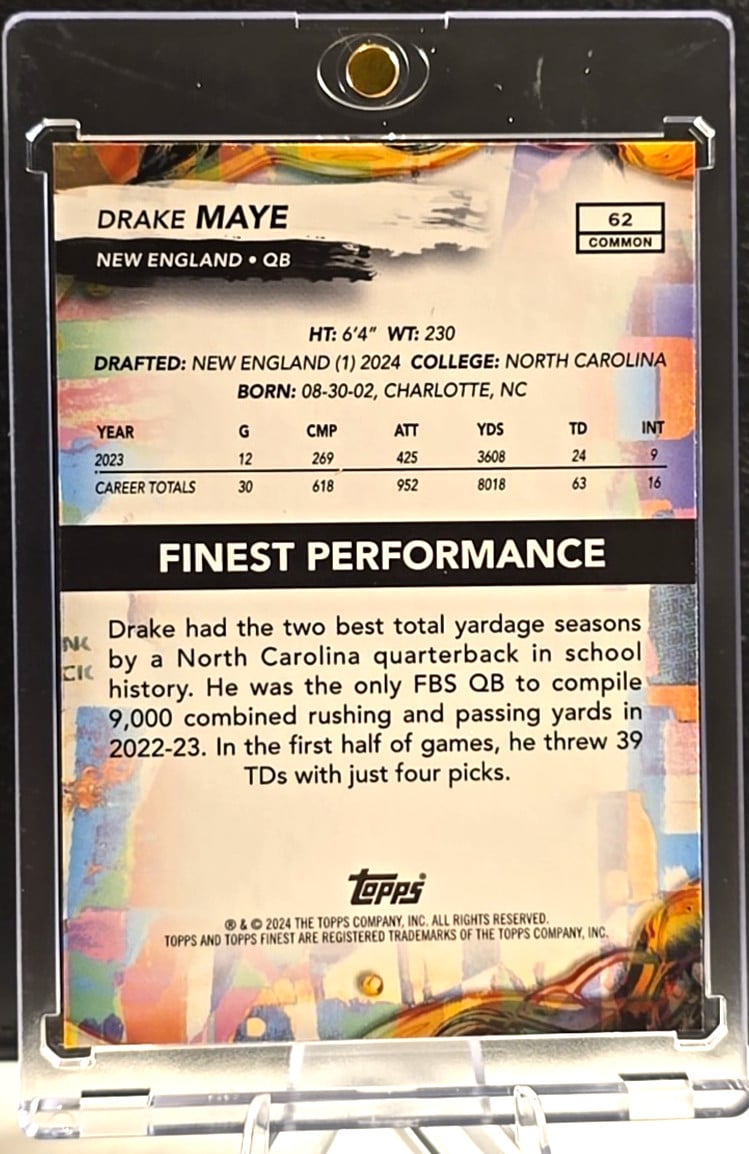 DRAKE MAYE
NEW ENGLAND • QB
62
COMMON
HT: 6'4" WT: 230
DRAFTED: NEW ENGLAND (1) 2024 COLLEGE: NORTH CAROLINA
BORN: 08-30-02, CHARLOTTE, NC
YEAR G CMP ATT YDS TD INT
2023 12 269 425 3608 24 9
CAREER TOTALS 30 618 952 8018 63 16
FINEST PERFORMANCE
Drake had the two best total yardage seasons
by a North Carolina quarterback in school
history. He was the only FBS QB to compile
9,000 combined rushing and passing yards in
2022-23. In the first half of games, he threw 39
TDs with just four picks.
topps
® & © 2024 THE TOPPS COMPANY, INC. ALL RIGHTS RESERVED.
TOPPS AND TOPPS FINEST ARE REGISTERED TRADEMARKS OF THE TOPPS COMPANY, INC.